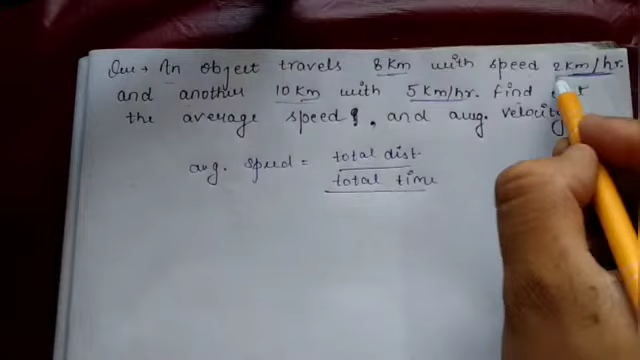 Que → An object travels 8 Km with speed 2 km/hr.
and another 10 Km with 5 Km/hr. Find
the average speed?. and avg. velocity
avg. speed = total dist.
total time